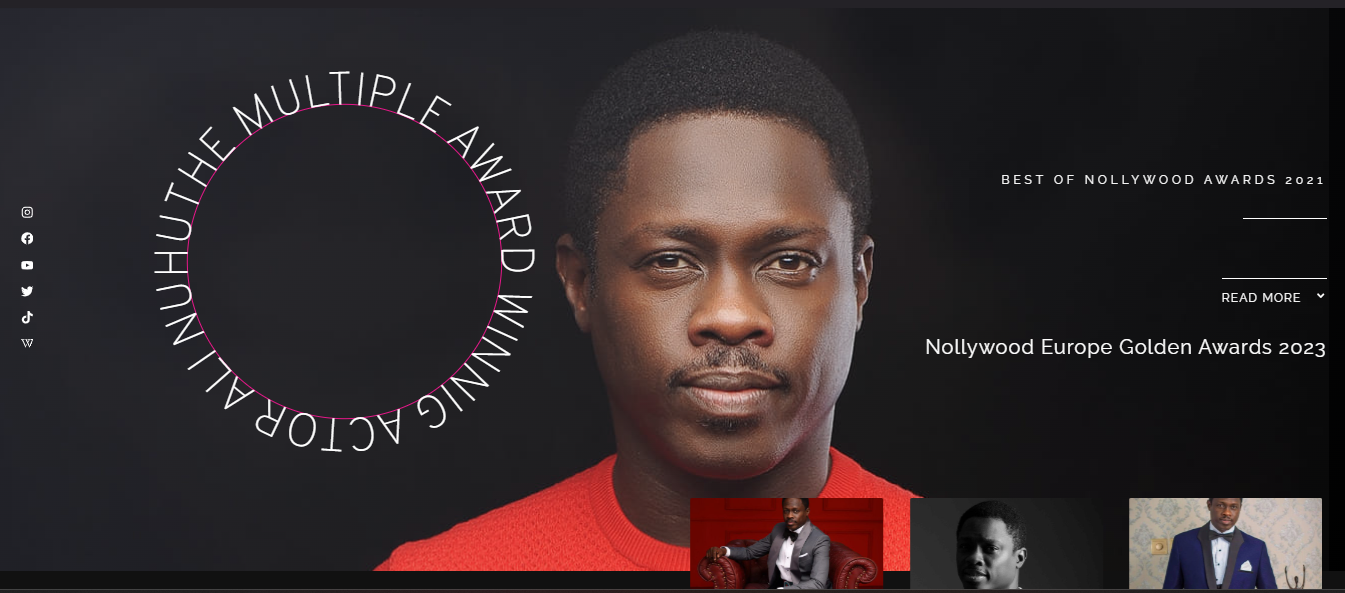 THE MULTIPLE AWARD WINNIG ACTOR ALI NUHU
BEST OF NOLLYWOOD AWARDS 2021
READ MORE
Nollywood Europe Golden Awards 2023